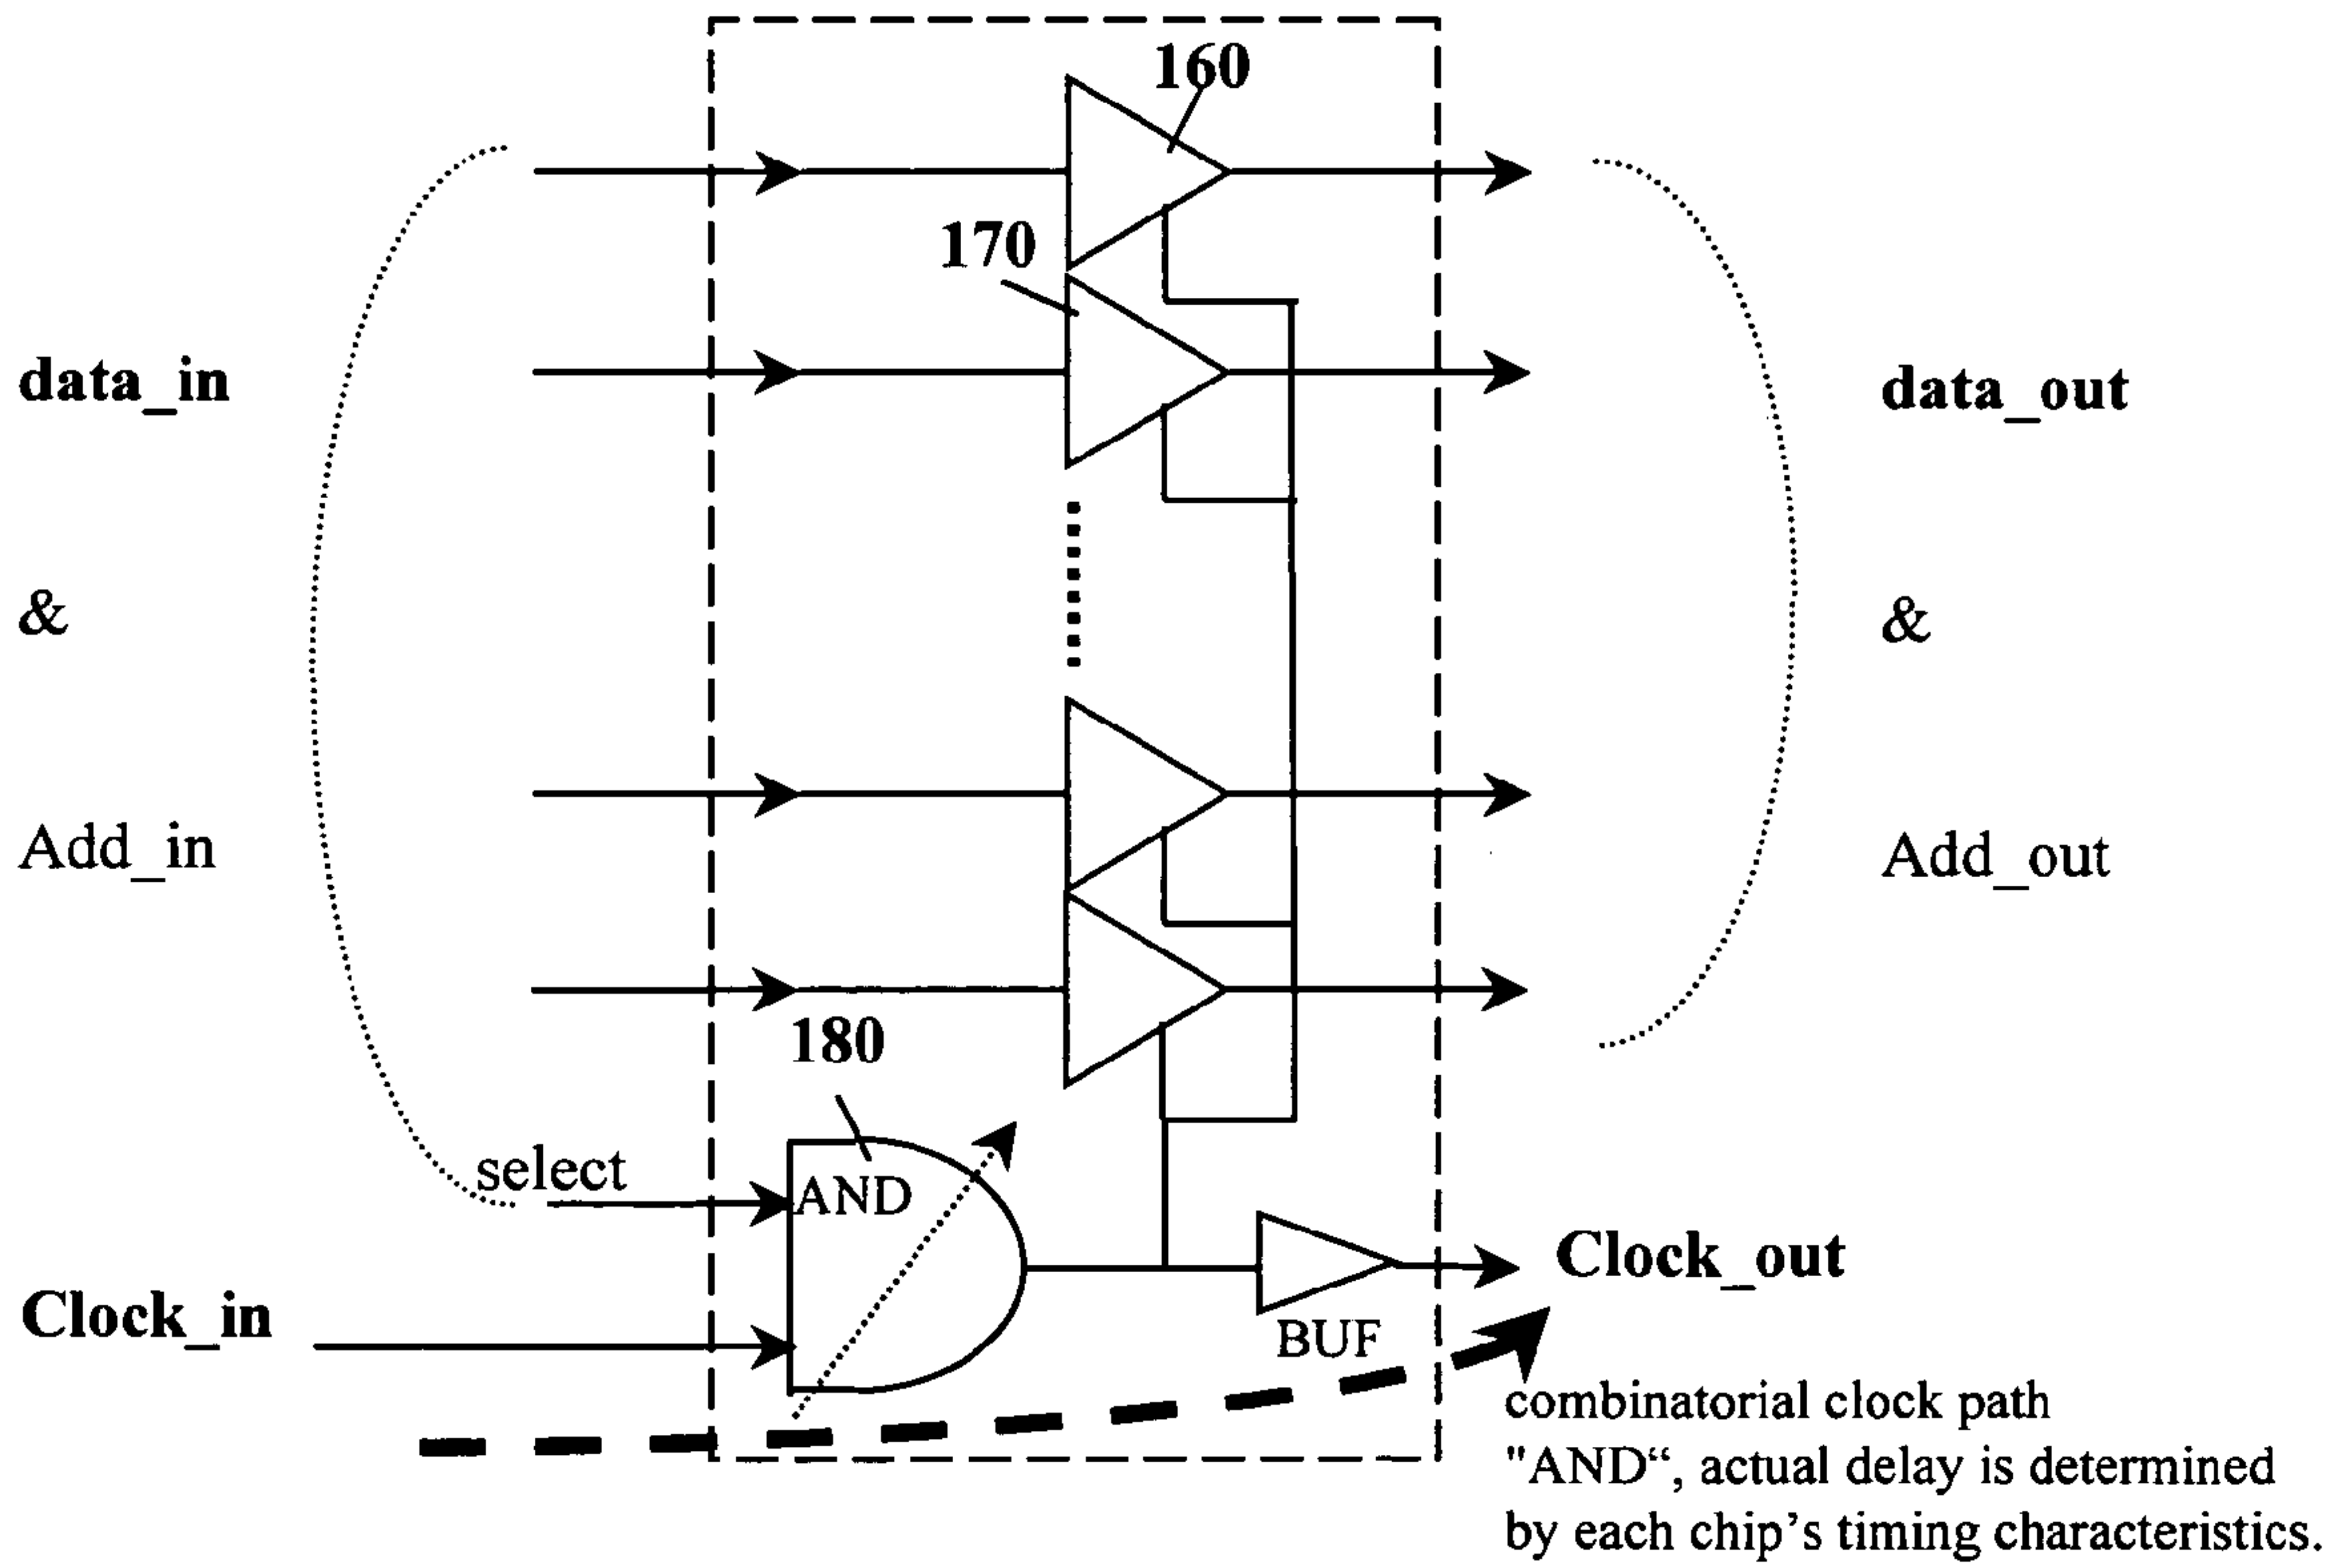 160
170
data_in
data_out
&
&
Add_in
Add_out
180
select
AND
Clock_in
Clock_out
BUF
combinatorial clock path
"AND“, actual delay is determined
by each chip’s timing characteristics.